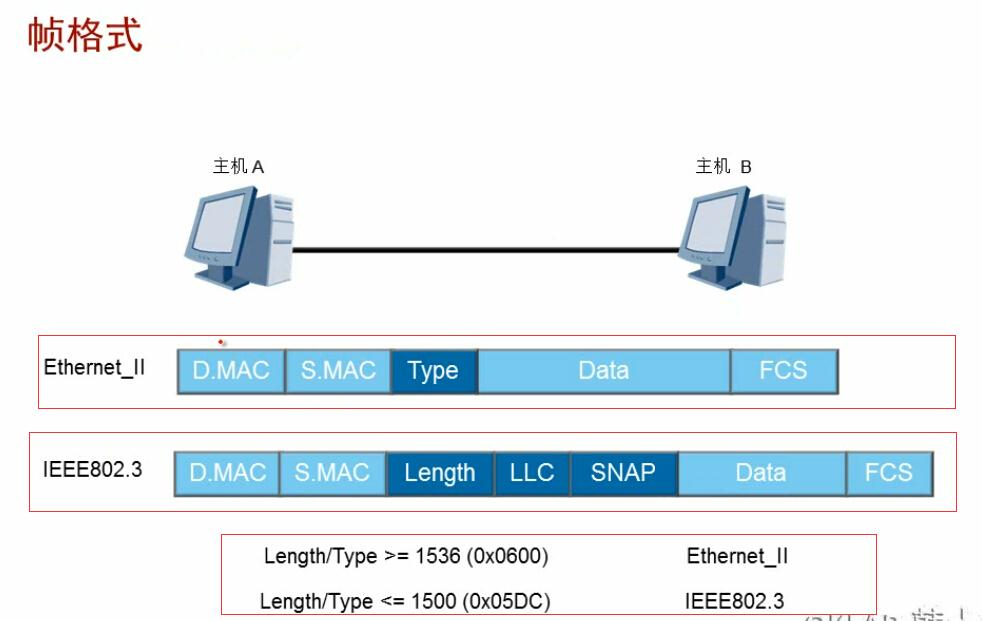 帧格式
主机A 主机 B
Ethernet_II D.MAC S.MAC Type Data FCS
IEEE802.3 D.MAC S.MAC Length LLC SNAP Data FCS
Length/Type >= 1536 (0x0600) Ethernet_II
Length/Type <= 1500 (0x05DC) IEEE802.3